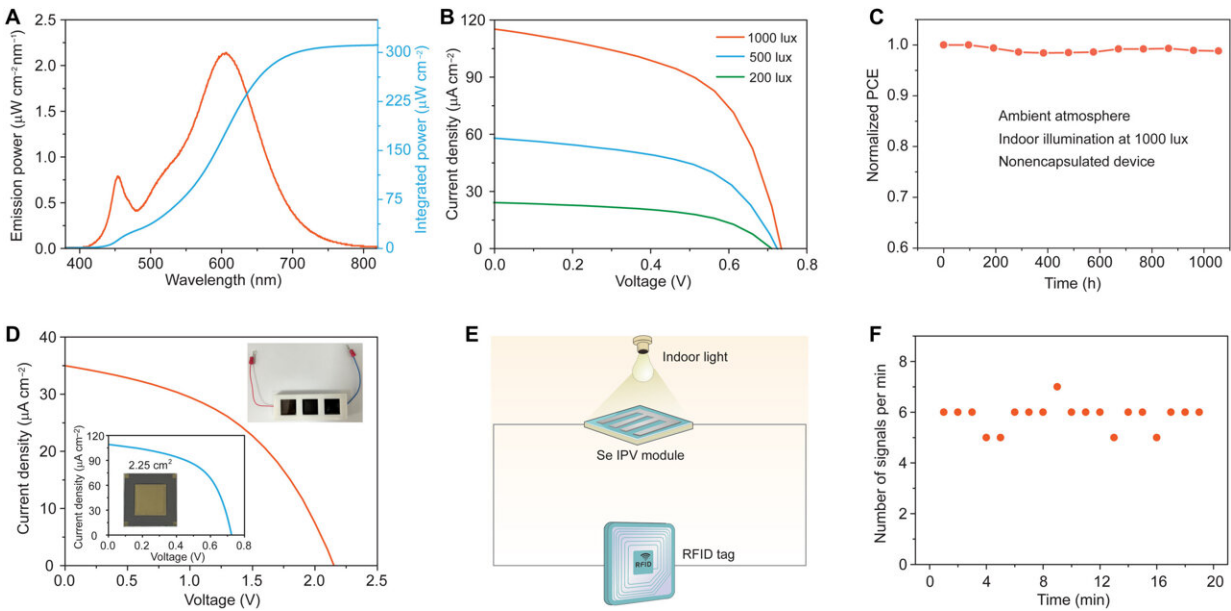 A
2.5
2.0
1.5
1.0
0.5
0.0
Emission power (μW cm⁻² nm⁻¹)
400
500
600
700
800
Wavelength (nm)
300
225
150
75
0
Integrated power (μW cm⁻²)
B
120
90
60
30
0
Current density (μA cm⁻²)
0.0
0.2
0.4
0.6
0.8
Voltage (V)
1000 lux
500 lux
200 lux
C
1.0
0.9
0.8
0.7
0.6
Normalized PCE
0
200
400
600
800
1000
Time (h)
Ambient atmosphere
Indoor illumination at 1000 lux
Nonencapsulated device
D
40
30
20
10
0
Current density (μA cm⁻²)
0.0
0.5
1.0
1.5
2.0
2.5
Voltage (V)
120
90
60
30
0
Current density (μA cm⁻²)
2.25 cm²
0.0
0.2
0.4
0.6
0.8
Voltage (V)
E
Indoor light
Se IPV module
RFID tag
RFID
F
8
6
4
2
0
Number of signals per min
0
4
8
12
16
20
Time (min)